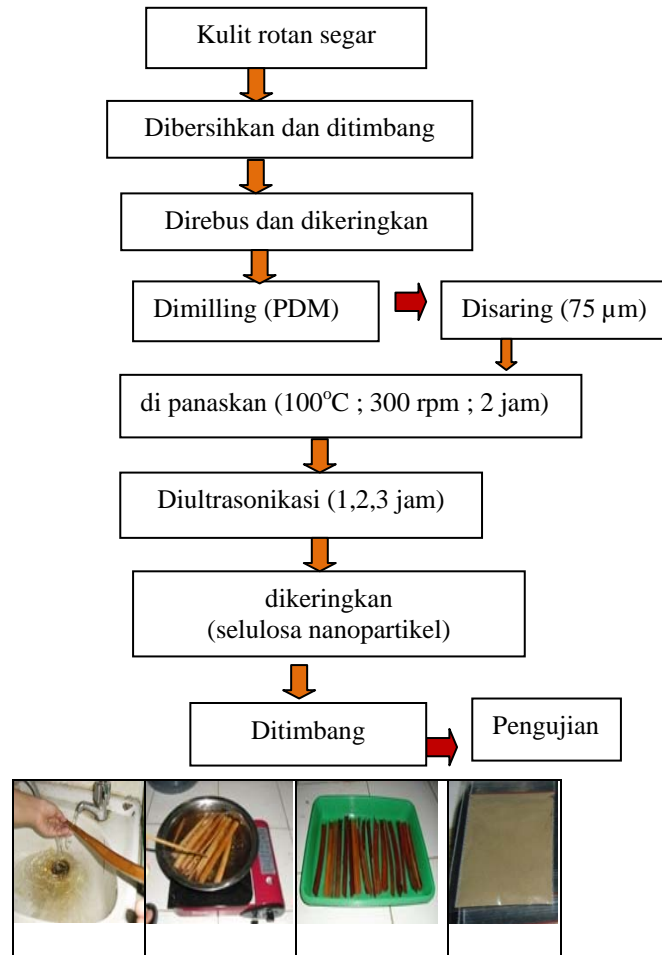 Kulit rotan segar
Dibersihkan dan ditimbang
Direbus dan dikeringkan
Dimilling (PDM)
Disaring (75 µm)
di panaskan (100°C ; 300 rpm ; 2 jam)
Diultrasonikasi (1,2,3 jam)
dikeringkan
(selulosa nanopartikel)
Ditimbang
Pengujian